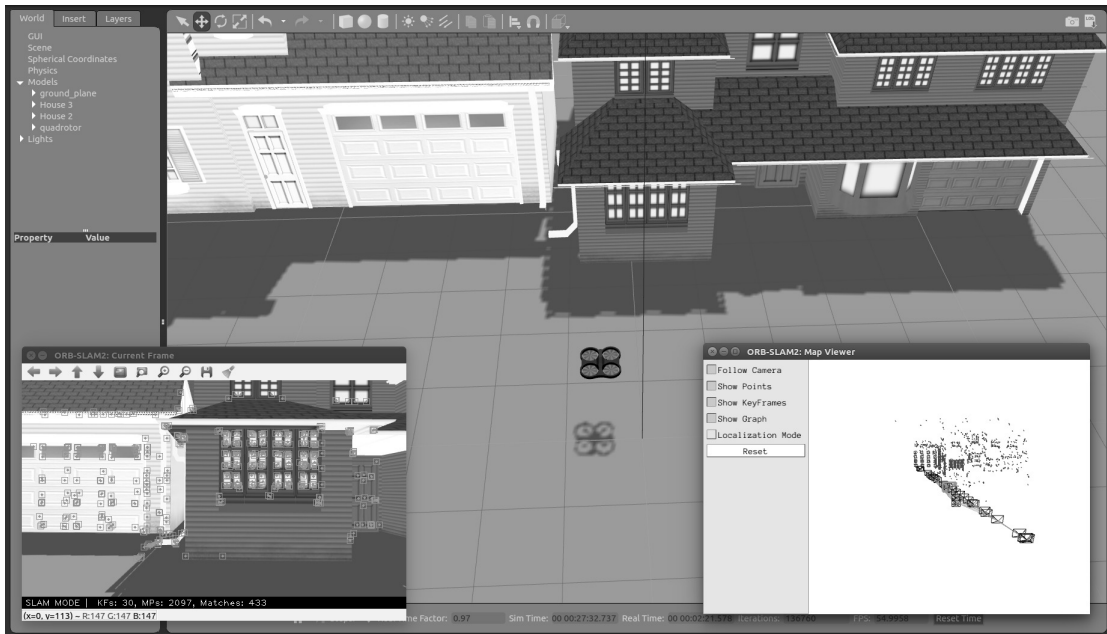 World Insert Layers
GUI
Scene
Spherical Coordinates
Physics
Models
ground_plane
House 3
House 2
quadrotor
Lights
Property Value
ORB-SLAM2: Current Frame
SLAM MODE | KFs: 30, MPs: 2097, Matches: 433
(x=0, y=113) ~ R:147 G:147 B:147
ORB-SLAM2: Map Viewer
Follow Camera
Show Points
Show KeyFrames
Show Graph
Localization Mode
Reset
Factor: 0.97 Sim Time: 00 00:27:32.737 Real Time: 00 00:02:21.578 Iterations: 136780 FPS: 54.9958 Reset Time